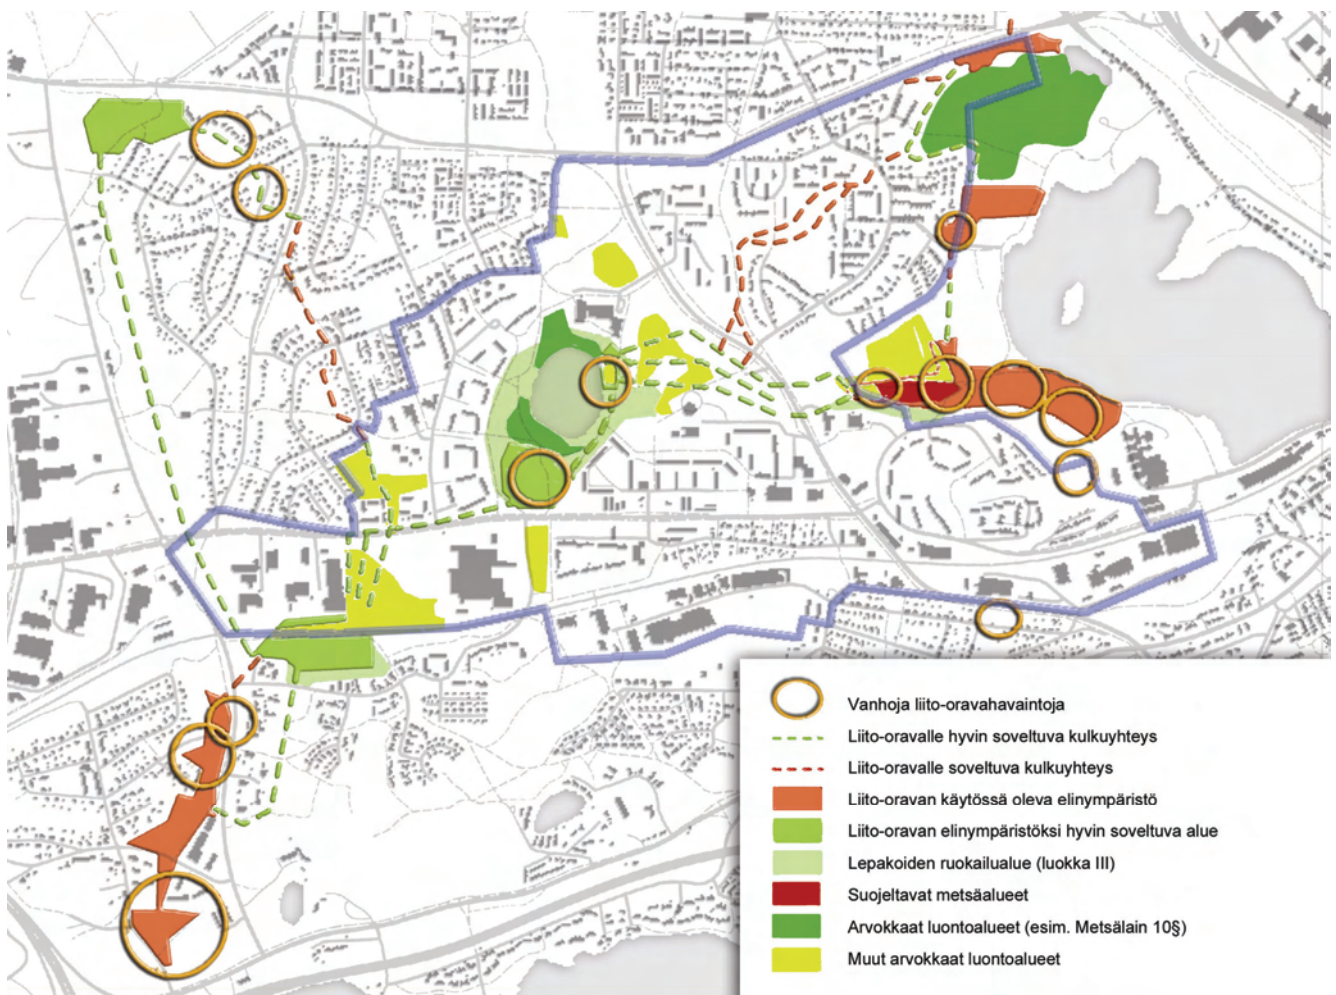 Vanhoja liito-oravahavaintoja
Liito-oravalle hyvin soveltuva kulkuyhteys
Liito-oravalle soveltuva kulkuyhteys
Liito-oravan käytössä oleva elinympäristö
Liito-oravan elinympäristöksi hyvin soveltuva alue
Lepakoiden ruokailualue (luokka III)
Suojeltavat metsäalueet
Arvokkaat luontoalueet (esim. Metsälain 10§)
Muut arvokkaat luontoalueet